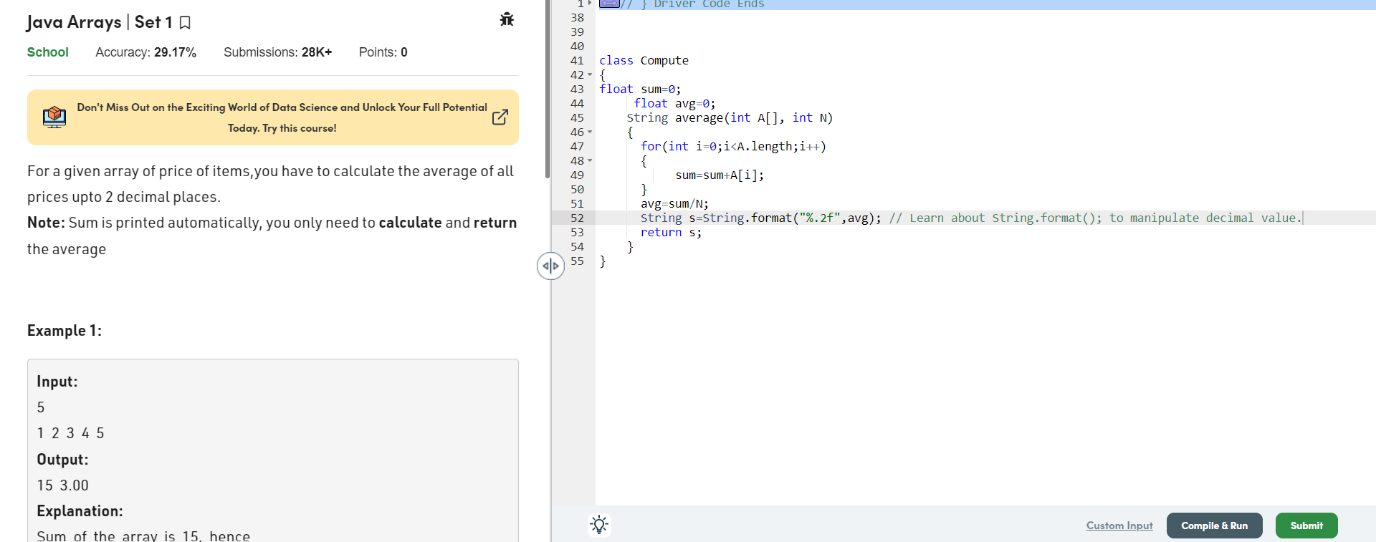 Java Arrays | Set 1
School Accuracy: 29.17% Submissions: 28K+ Points: 0
Don't Miss Out on the Exciting World of Data Science and Unlock Your Full Potential
Today. Try this course!
For a given array of price of items,you have to calculate the average of all
prices upto 2 decimal places.
Note: Sum is printed automatically, you only need to calculate and return
the average
Example 1:
Input:
5
1 2 3 4 5
Output:
15 3.00
Explanation:
Sum of the array is 15, hence
1 // } Driver Code Ends
38
39
40
41 class Compute
42 {
43 float sum=0;
44 float avg=0;
45 String average(int A[], int N)
46 {
47 for(int i=0;i<A.length;i++)
48 {
49 sum=sum+A[i];
50 }
51 avg=sum/N;
52 String s=String.format("%.2f",avg); // Learn about String.format(); to manipulate decimal value.
53 return s;
54 }
55 }
Custom Input Compile & Run Submit